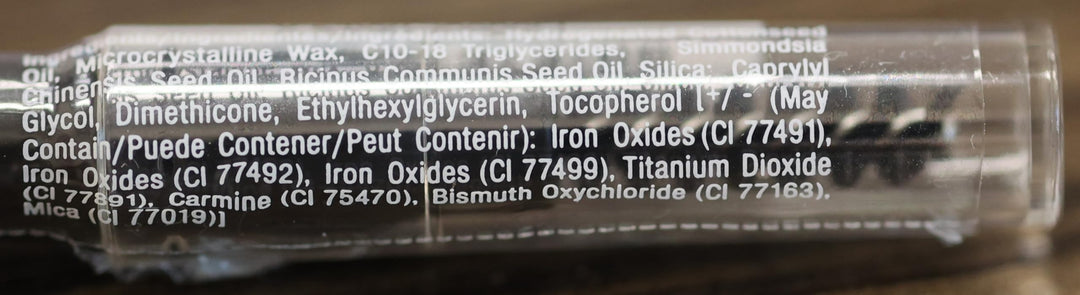 Oil, Microcrystalline Wax, C10-18 Triglycerides, Simmondsia
Chinensis Seed Oil, Ricinus Communis Seed Oil, Silica; Caprylyl
Glycol, Dimethicone, Ethylhexylglycerin, Tocopherol [+/- (May
Contain/Puede Contener/Peut Contenir): Iron Oxides (CI 77491),
Iron Oxides (CI 77492), Iron Oxides (CI 77499), Titanium Dioxide
(CI 77891), Carmine (CI 75470), Bismuth Oxychloride (CI 77163),
Mica (CI 77019)]